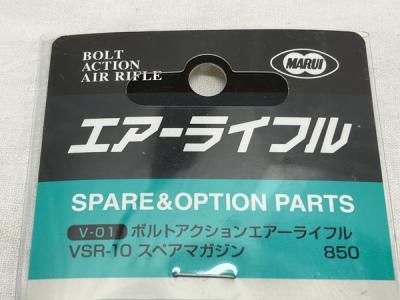 BOLT
ACTION
AIR RIFLE
MARUI
エアーライフル
SPARE&OPTION PARTS
V-01 ボルトアクションエアーライフル
VSR-10 スペアマガジン 850